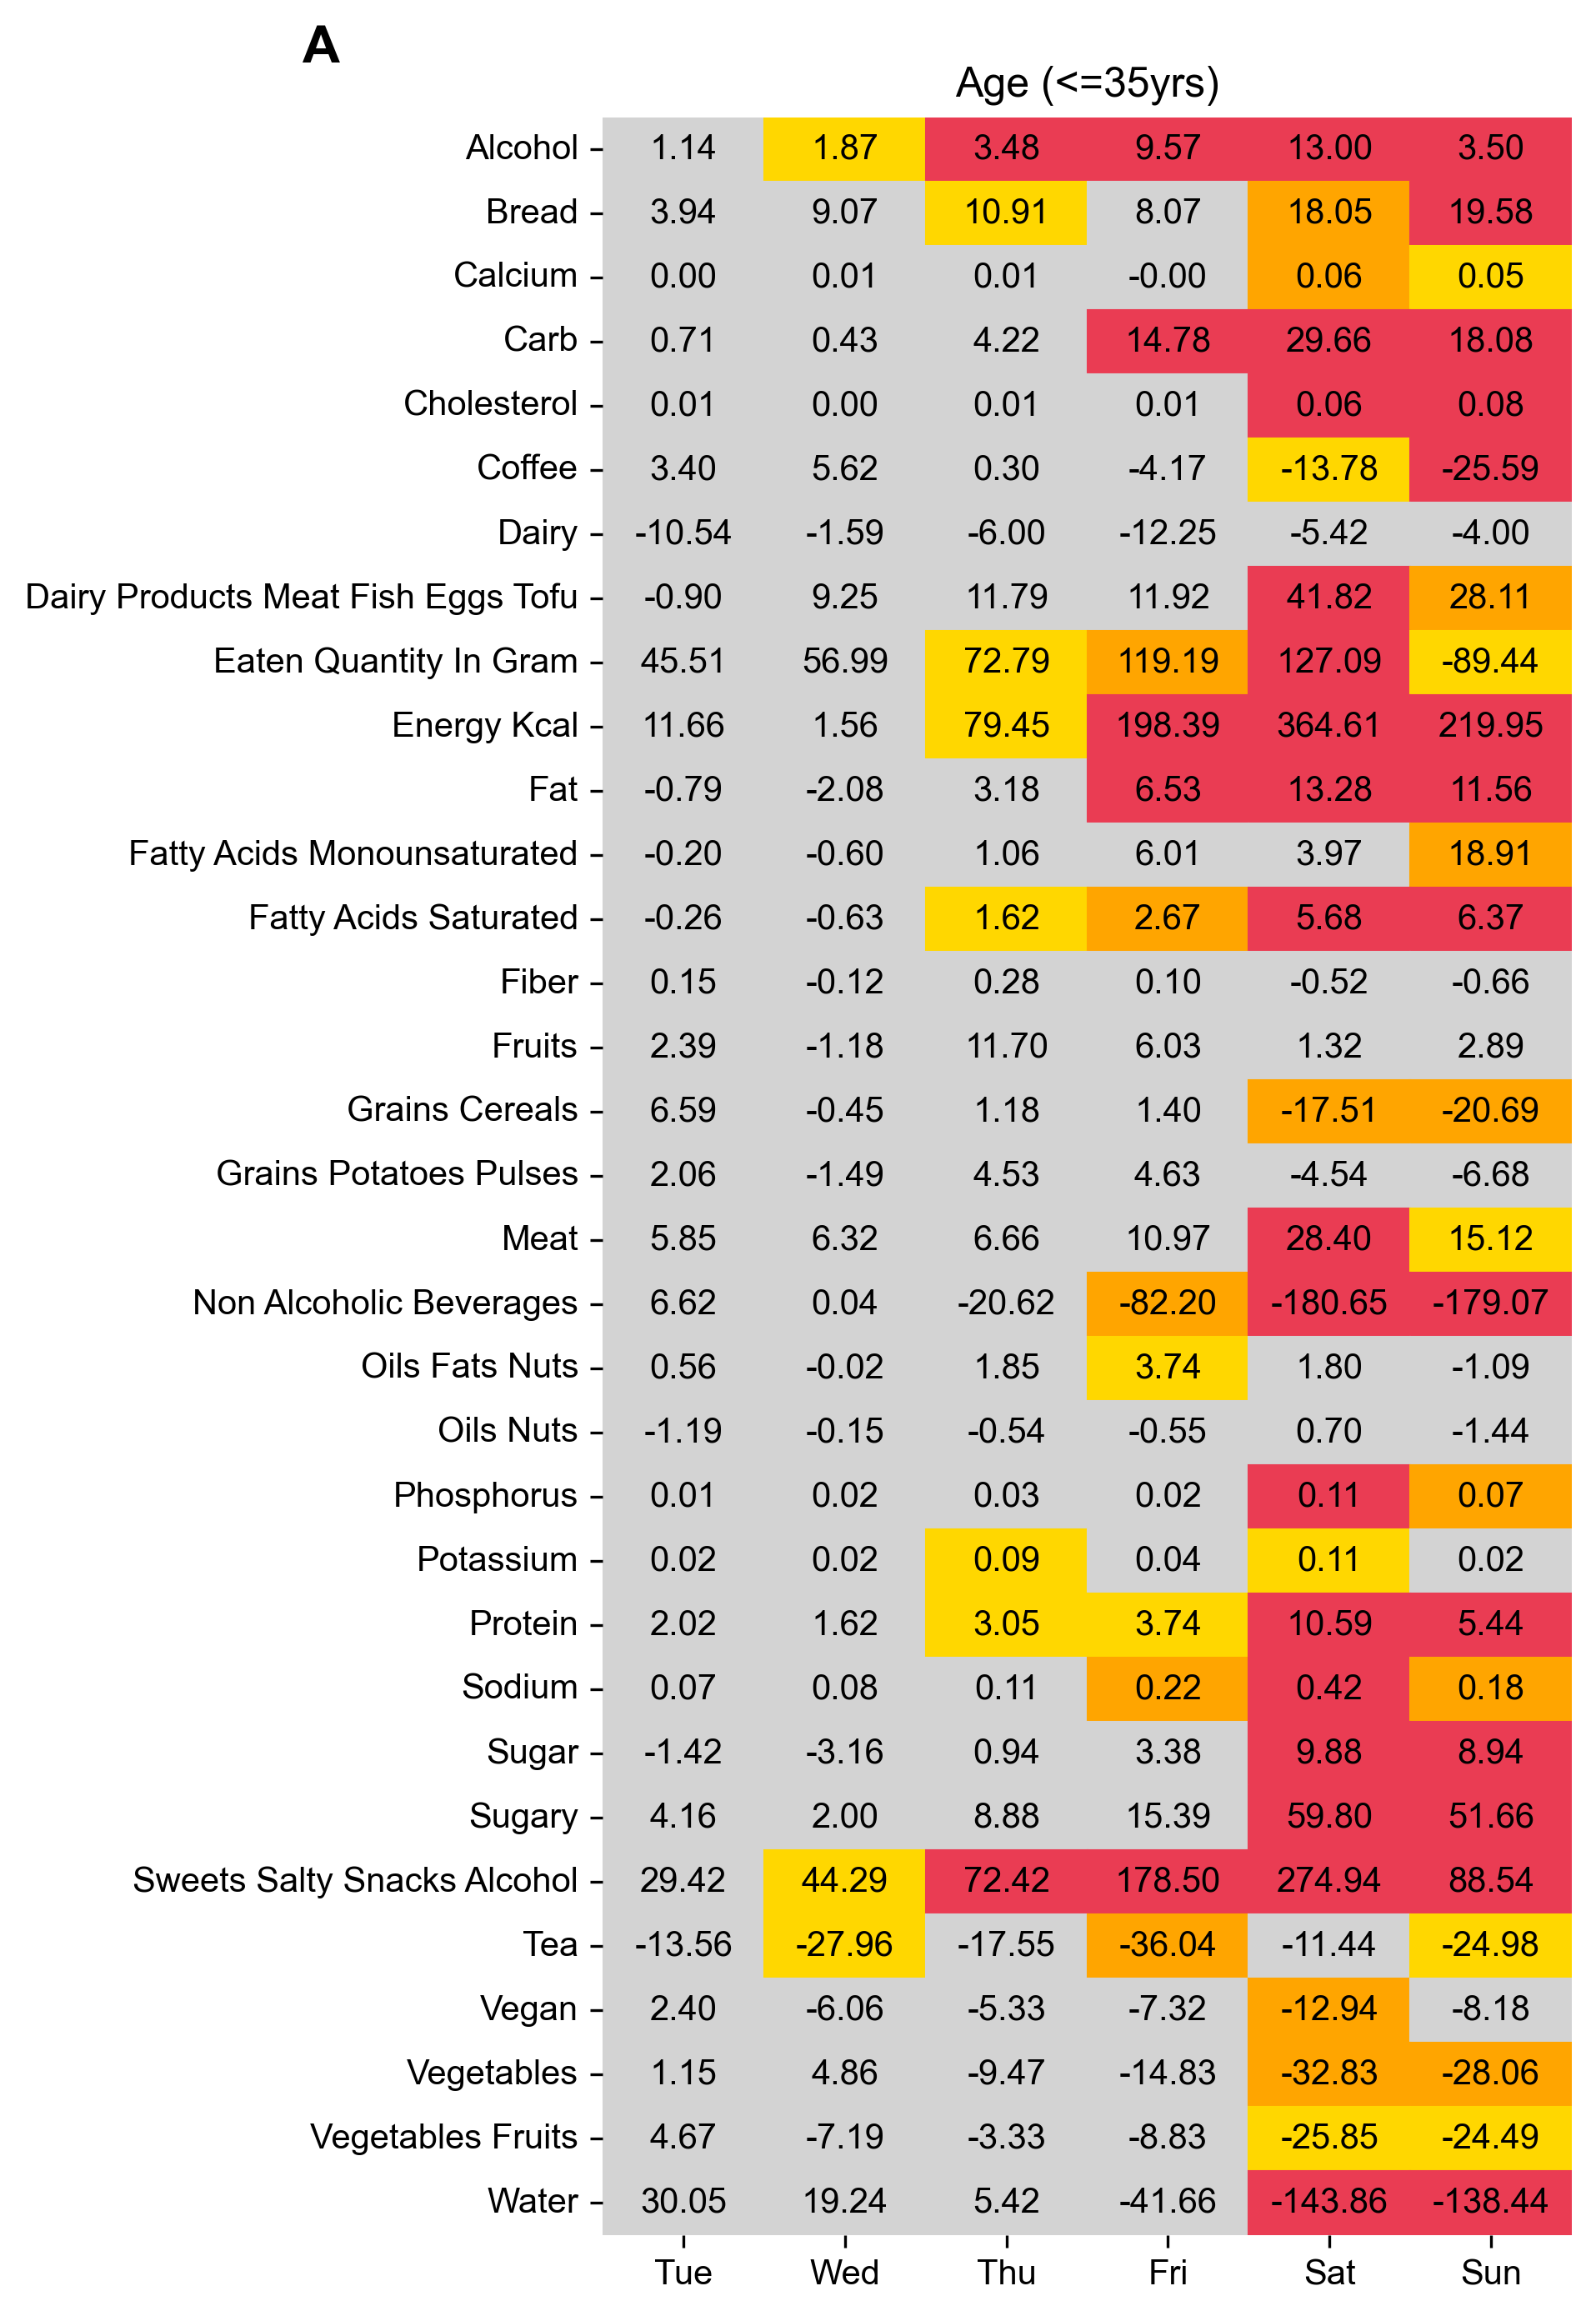 A
Age (<=35yrs)
Alcohol 1.14 1.87 3.48 9.57 13.00 3.50
Bread 3.94 9.07 10.91 8.07 18.05 19.58
Calcium 0.00 0.01 0.01 -0.00 0.06 0.05
Carb 0.71 0.43 4.22 14.78 29.66 18.08
Cholesterol 0.01 0.00 0.01 0.01 0.06 0.08
Coffee 3.40 5.62 0.30 -4.17 -13.78 -25.59
Dairy -10.54 -1.59 -6.00 -12.25 -5.42 -4.00
Dairy Products Meat Fish Eggs Tofu -0.90 9.25 11.79 11.92 41.82 28.11
Eaten Quantity In Gram 45.51 56.99 72.79 119.19 127.09 -89.44
Energy Kcal 11.66 1.56 79.45 198.39 364.61 219.95
Fat -0.79 -2.08 3.18 6.53 13.28 11.56
Fatty Acids Monounsaturated -0.20 -0.60 1.06 6.01 3.97 18.91
Fatty Acids Saturated -0.26 -0.63 1.62 2.67 5.68 6.37
Fiber 0.15 -0.12 0.28 0.10 -0.52 -0.66
Fruits 2.39 -1.18 11.70 6.03 1.32 2.89
Grains Cereals 6.59 -0.45 1.18 1.40 -17.51 -20.69
Grains Potatoes Pulses 2.06 -1.49 4.53 4.63 -4.54 -6.68
Meat 5.85 6.32 6.66 10.97 28.40 15.12
Non Alcoholic Beverages 6.62 0.04 -20.62 -82.20 -180.65 -179.07
Oils Fats Nuts 0.56 -0.02 1.85 3.74 1.80 -1.09
Oils Nuts -1.19 -0.15 -0.54 -0.55 0.70 -1.44
Phosphorus 0.01 0.02 0.03 0.02 0.11 0.07
Potassium 0.02 0.02 0.09 0.04 0.11 0.02
Protein 2.02 1.62 3.05 3.74 10.59 5.44
Sodium 0.07 0.08 0.11 0.22 0.42 0.18
Sugar -1.42 -3.16 0.94 3.38 9.88 8.94
Sugary 4.16 2.00 8.88 15.39 59.80 51.66
Sweets Salty Snacks Alcohol 29.42 44.29 72.42 178.50 274.94 88.54
Tea -13.56 -27.96 -17.55 -36.04 -11.44 -24.98
Vegan 2.40 -6.06 -5.33 -7.32 -12.94 -8.18
Vegetables 1.15 4.86 -9.47 -14.83 -32.83 -28.06
Vegetables Fruits 4.67 -7.19 -3.33 -8.83 -25.85 -24.49
Water 30.05 19.24 5.42 -41.66 -143.86 -138.44
Tue Wed Thu Fri Sat Sun